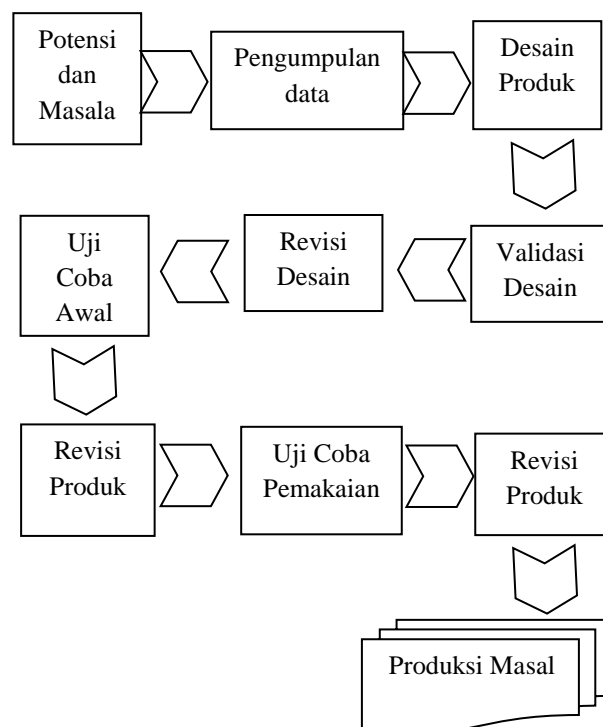 Potensi
dan
Masala
Pengumpulan
data
Desain
Produk
Validasi
Desain
Revisi
Desain
Uji
Coba
Awal
Revisi
Produk
Uji Coba
Pemakaian
Revisi
Produk
Produksi Masal